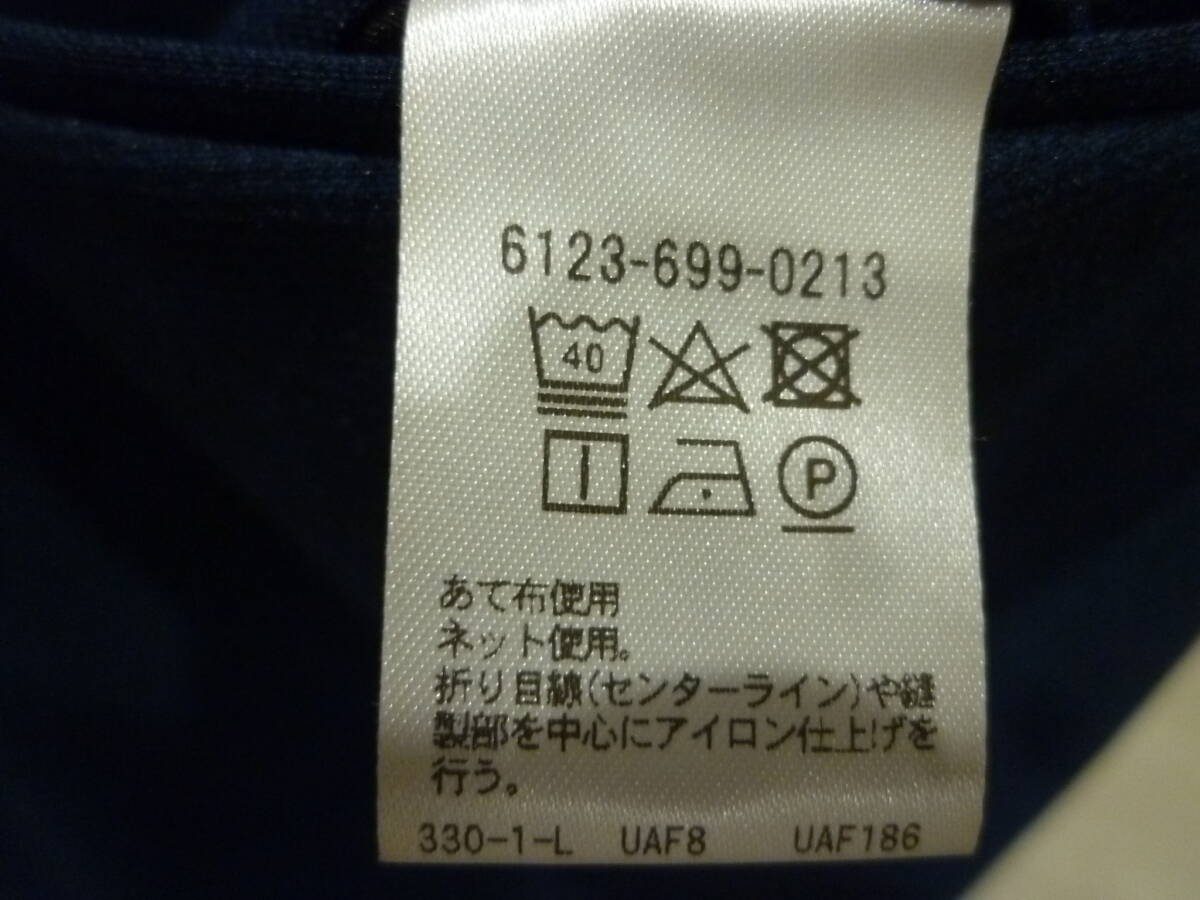 6123-699-0213
40
P
あて布使用
ネット使用。
折り目線(センターライン)や縫
製部を中心にアイロン仕上げを
行う。
330-1-L UAF8 UAF186